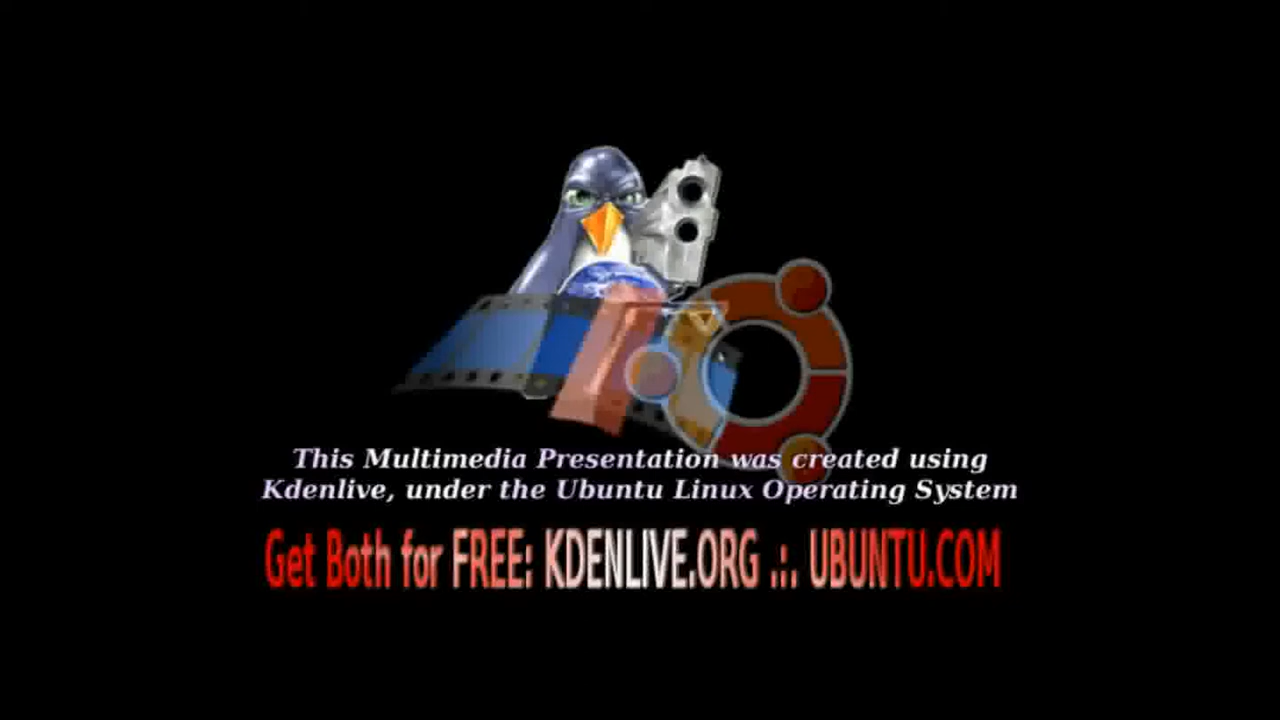 This Multimedia Presentation was created using
Kdenlive, under the Ubuntu Linux Operating System
Get Both for FREE: KDENLIVE.ORG .:. UBUNTU.COM